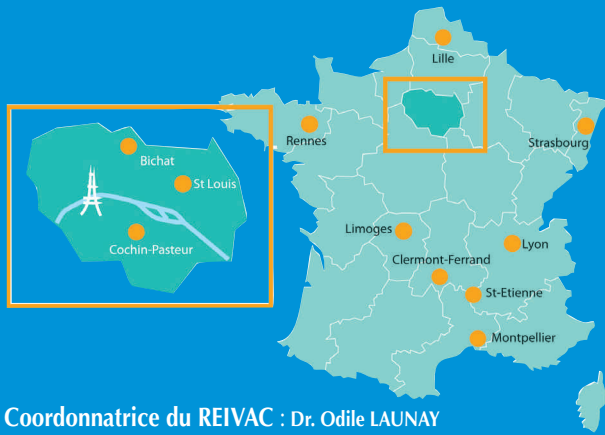 Lille
Rennes
Strasbourg
Bichat
St Louis
Cochin-Pasteur
Limoges
Lyon
Clermont-Ferrand
St-Etienne
Montpellier
Coordonnatrice du REIVAC : Dr. Odile LAUNAY